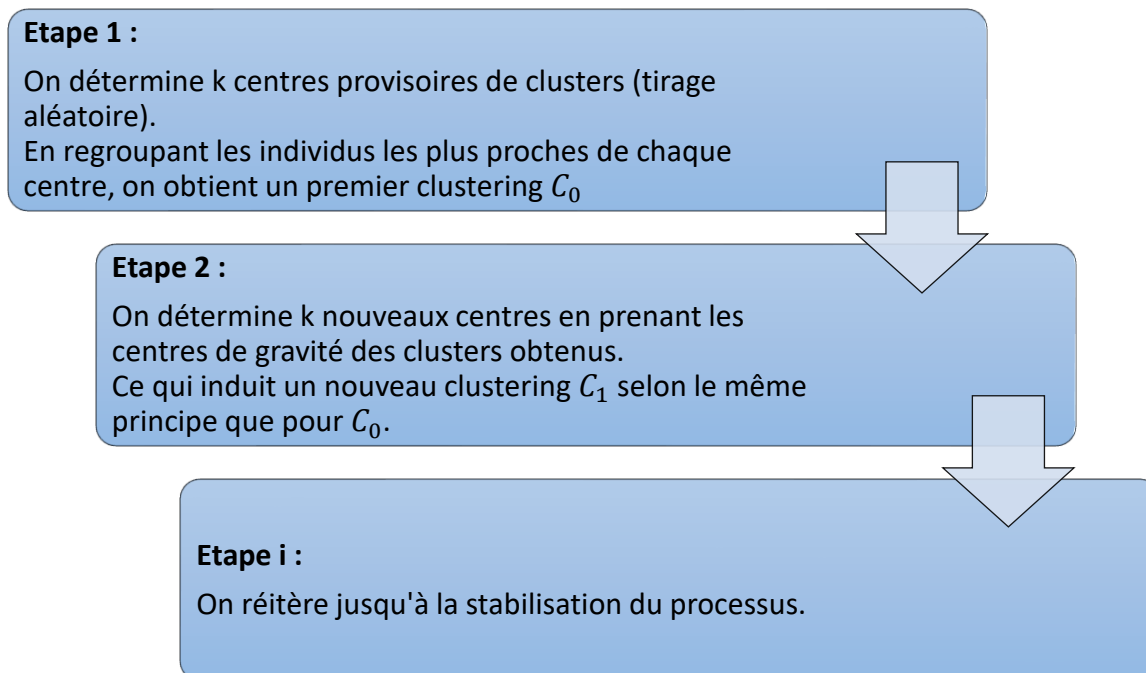 Etape 1 :
On détermine k centres provisoires de clusters (tirage
aléatoire).
En regroupant les individus les plus proches de chaque
centre, on obtient un premier clustering C₀
Etape 2 :
On détermine k nouveaux centres en prenant les
centres de gravité des clusters obtenus.
Ce qui induit un nouveau clustering C₁ selon le même
principe que pour C₀.
Etape i :
On réitère jusqu'à la stabilisation du processus.